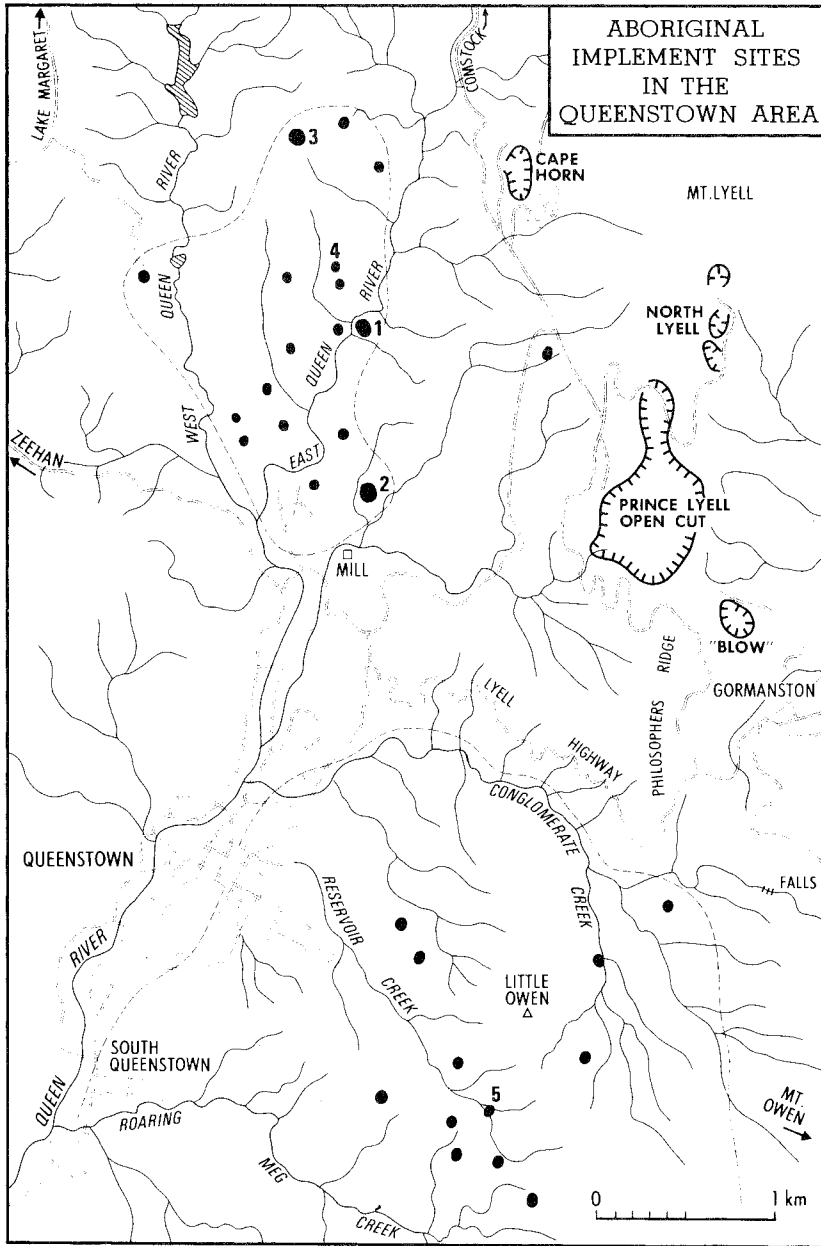 ABORIGINAL
IMPLEMENT SITES
IN THE
QUEENSTOWN AREA
LAKE MARGARET
COMSTOCK
3
CAPE
HORN
MT. LYELL
RIVER
4
QUEEN
RIVER
1
NORTH
LYELL
QUEEN
WEST
ZEEHAN
EAST
2
PRINCE LYELL
OPEN CUT
MILL
"BLOW"
LYELL
HIGHWAY
PHILOSOPHERS RIDGE
GORMANSTON
CONGLOMERATE
CREEK
QUEENSTOWN
RESERVOIR
CREEK
FALLS
RIVER
LITTLE
OWEN
SOUTH
QUEENSTOWN
QUEEN
5
MT.
OWEN
ROARING
MEG
CREEK
0 1 km